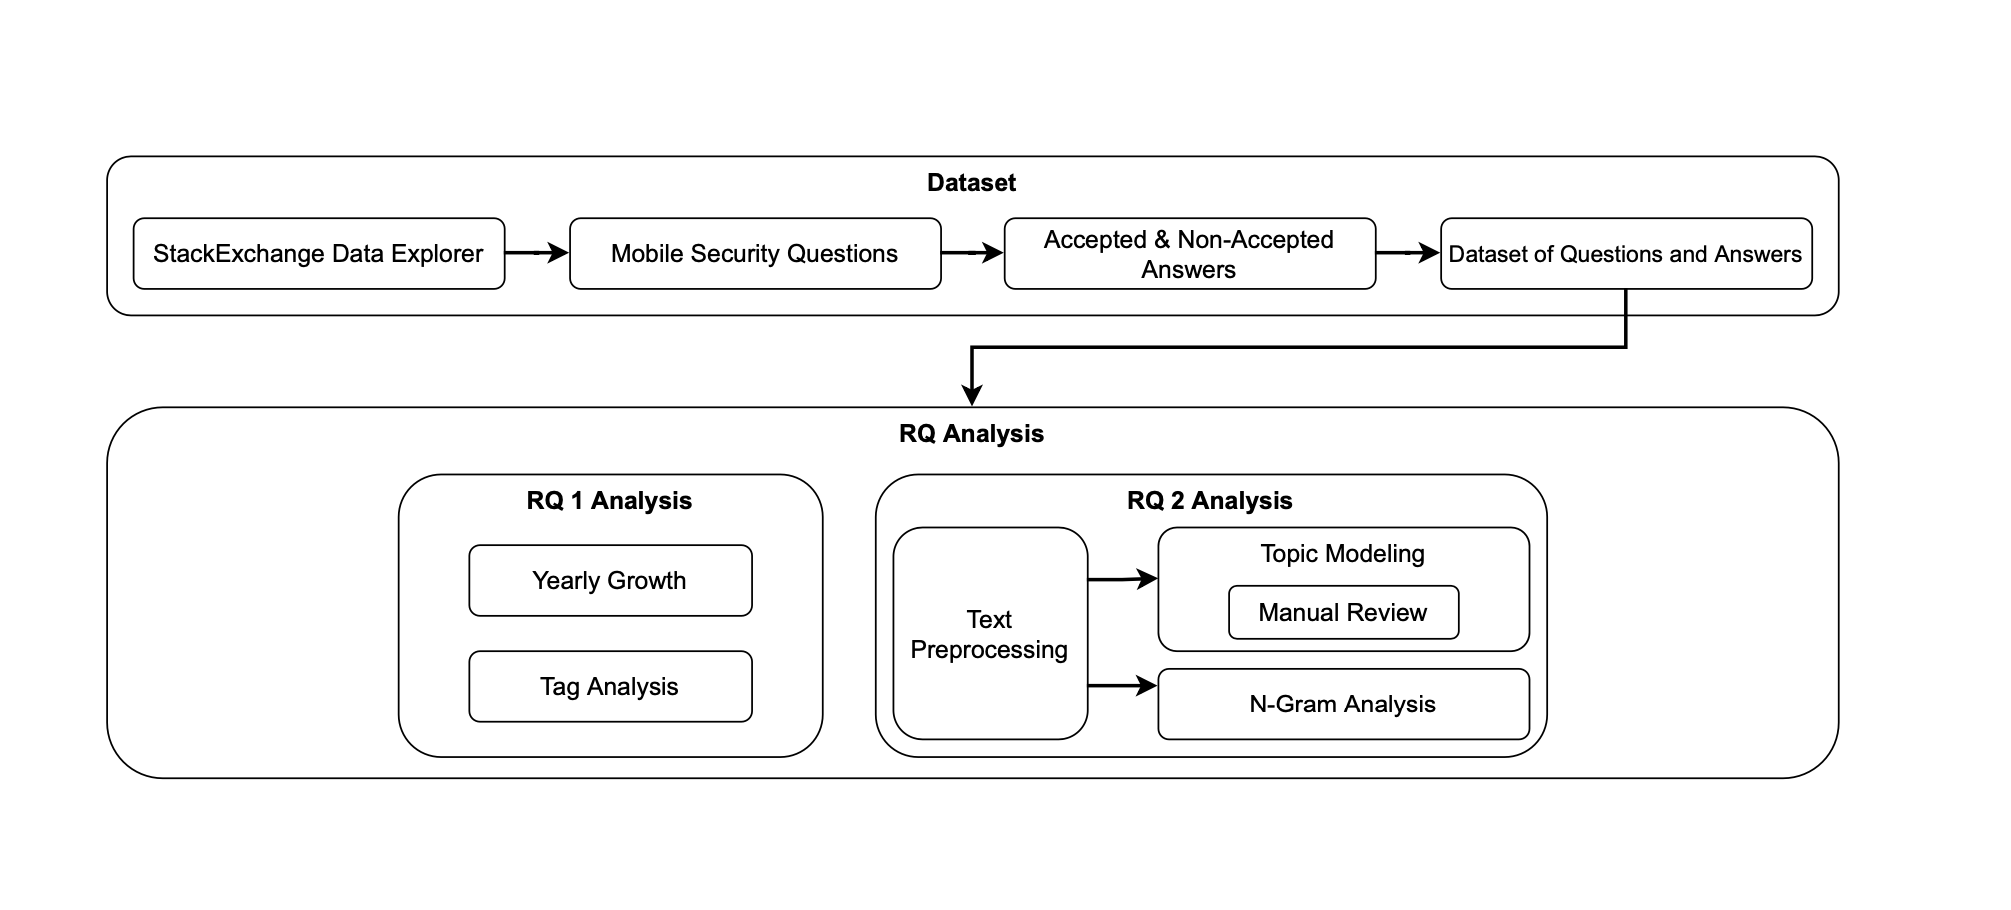 Dataset
StackExchange Data Explorer
Mobile Security Questions
Accepted & Non-Accepted
Answers
Dataset of Questions and Answers
RQ Analysis
RQ 1 Analysis
Yearly Growth
Tag Analysis
RQ 2 Analysis
Text
Preprocessing
Topic Modeling
Manual Review
N-Gram Analysis